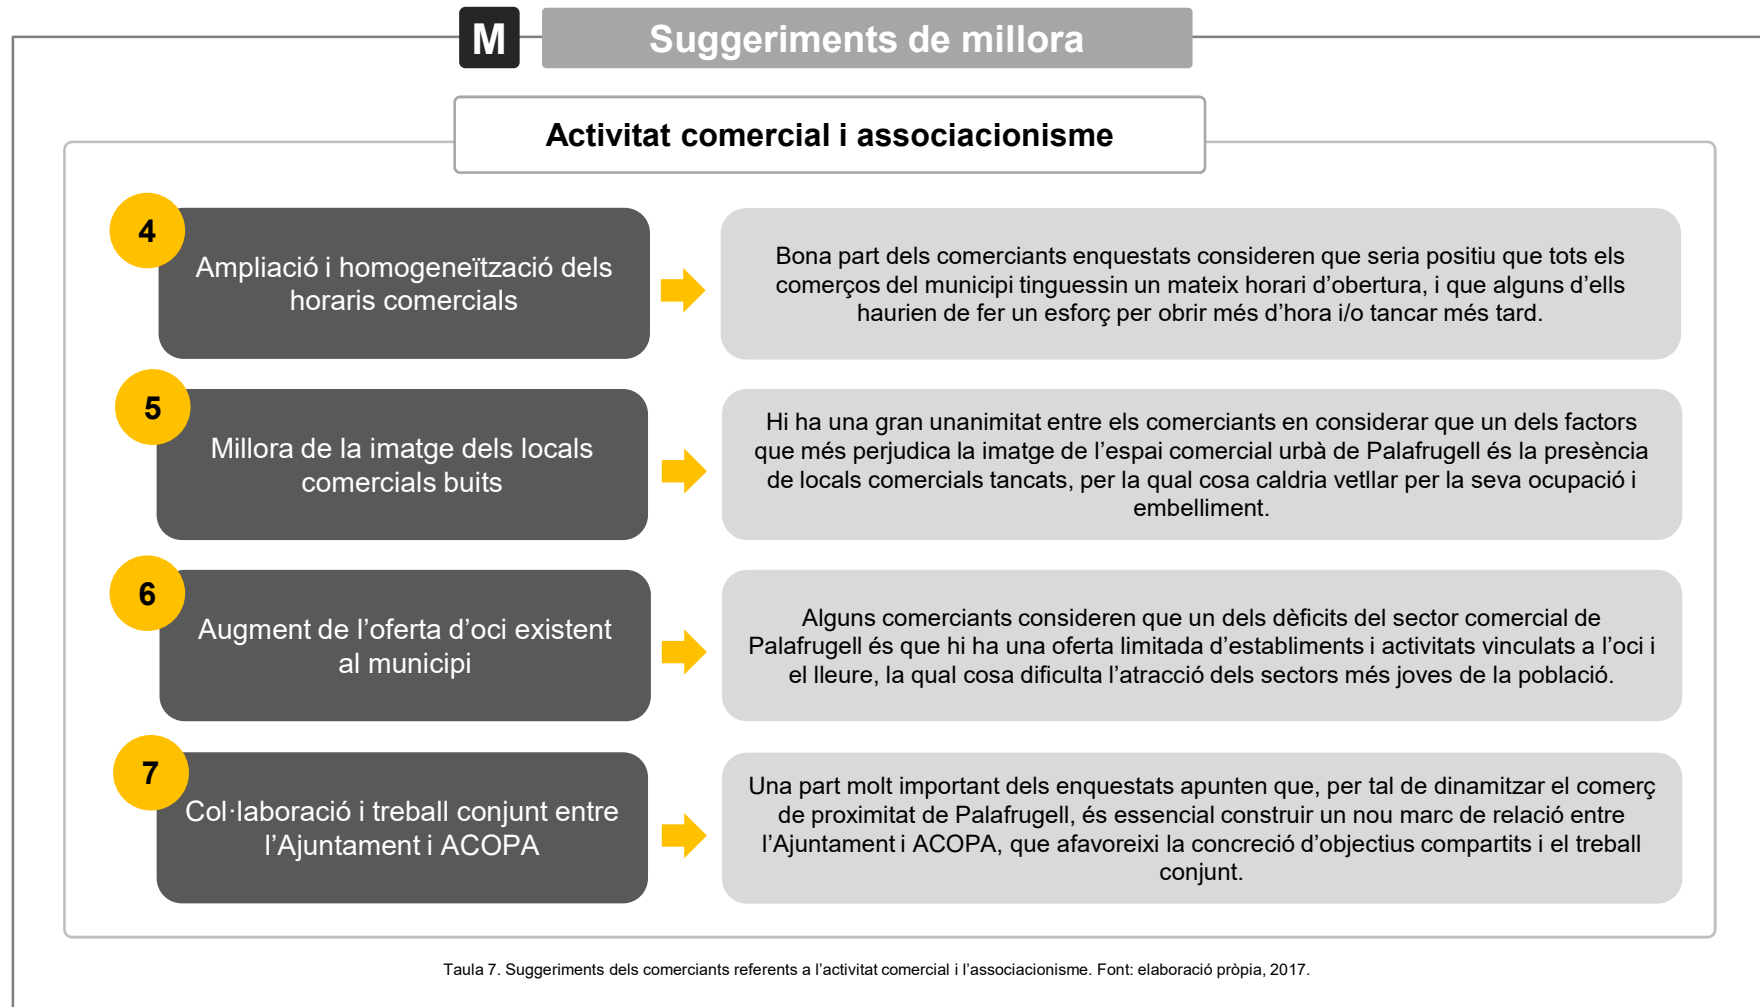 M
Suggeriments de millora
Activitat comercial i associacionisme
4
Ampliació i homogeneïtzació dels
horaris comercials
Bona part dels comerciants enquestats consideren que seria positiu que tots els
comerços del municipi tinguessin un mateix horari d’obertura, i que alguns d’ells
haurien de fer un esforç per obrir més d’hora i/o tancar més tard.
5
Millora de la imatge dels locals
comercials buits
Hi ha una gran unanimitat entre els comerciants en considerar que un dels factors
que més perjudica la imatge de l’espai comercial urbà de Palafrugell és la presència
de locals comercials tancats, per la qual cosa caldria vetllar per la seva ocupació i
embelliment.
6
Augment de l’oferta d’oci existent
al municipi
Alguns comerciants consideren que un dels dèficits del sector comercial de
Palafrugell és que hi ha una oferta limitada d’establiments i activitats vinculats a l’oci i
el lleure, la qual cosa dificulta l’atracció dels sectors més joves de la població.
7
Col·laboració i treball conjunt entre
l’Ajuntament i ACOPA
Una part molt important dels enquestats apunten que, per tal de dinamitzar el comerç
de proximitat de Palafrugell, és essencial construir un nou marc de relació entre
l’Ajuntament i ACOPA, que afavoreixi la concreció d’objectius compartits i el treball
conjunt.
Taula 7. Suggeriments dels comerciants referents a l’activitat comercial i l’associacionisme. Font: elaboració pròpia, 2017.